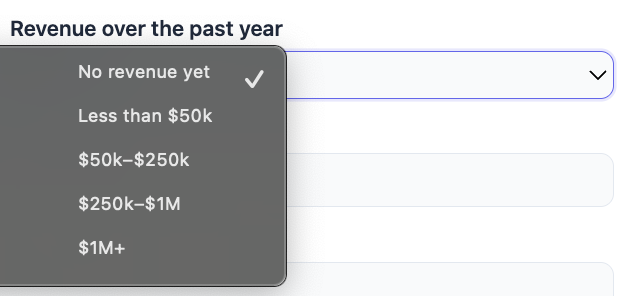 Revenue over the past year
No revenue yet
Less than $50k
$50k–$250k
$250k–$1M
$1M+